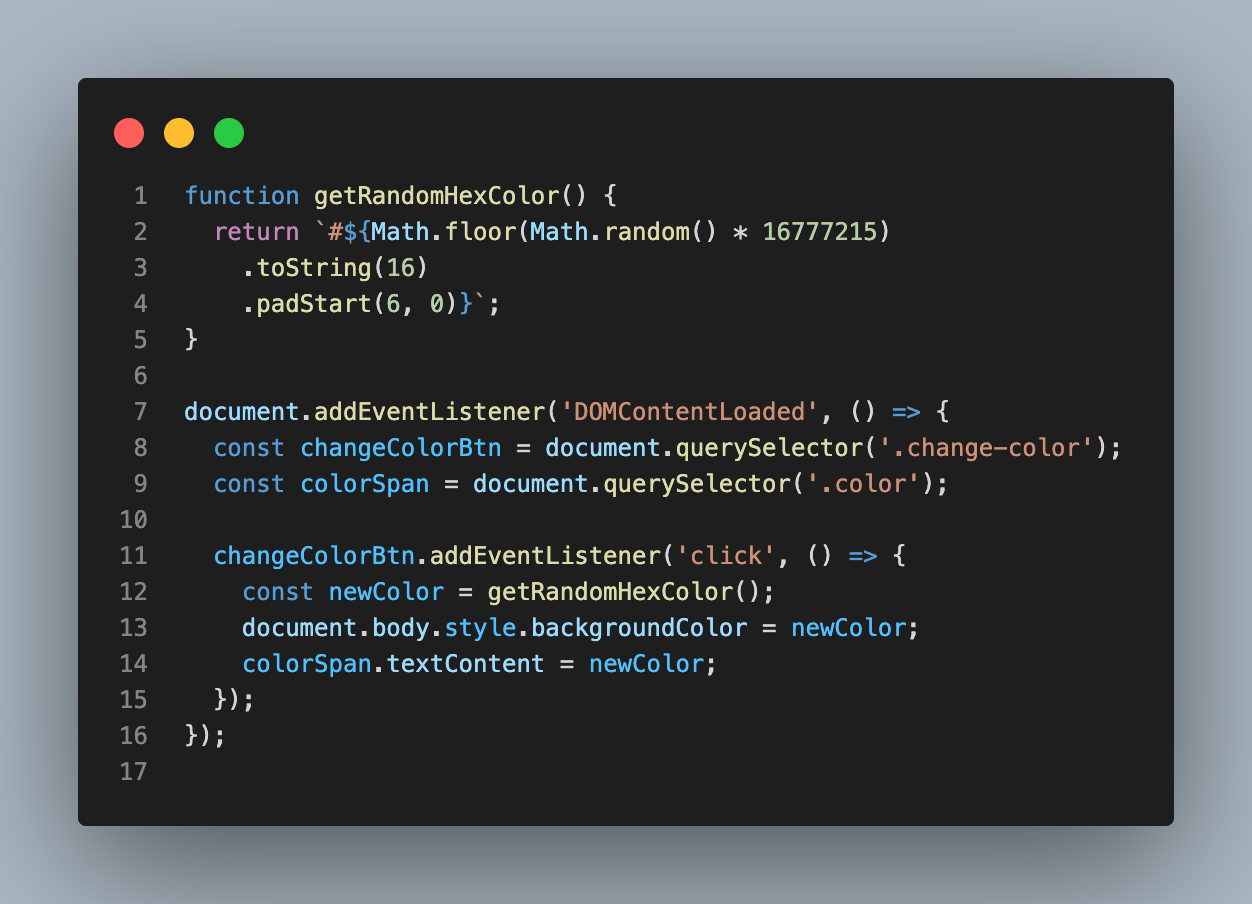 1 function getRandomHexColor() {
2   return `#${Math.floor(Math.random() * 16777215)
3     .toString(16)
4     .padStart(6, 0)}`;
5 }
6
7 document.addEventListener('DOMContentLoaded', () => {
8   const changeColorBtn = document.querySelector('.change-color');
9   const colorSpan = document.querySelector('.color');
10
11   changeColorBtn.addEventListener('click', () => {
12     const newColor = getRandomHexColor();
13     document.body.style.backgroundColor = newColor;
14     colorSpan.textContent = newColor;
15   });
16 });
17